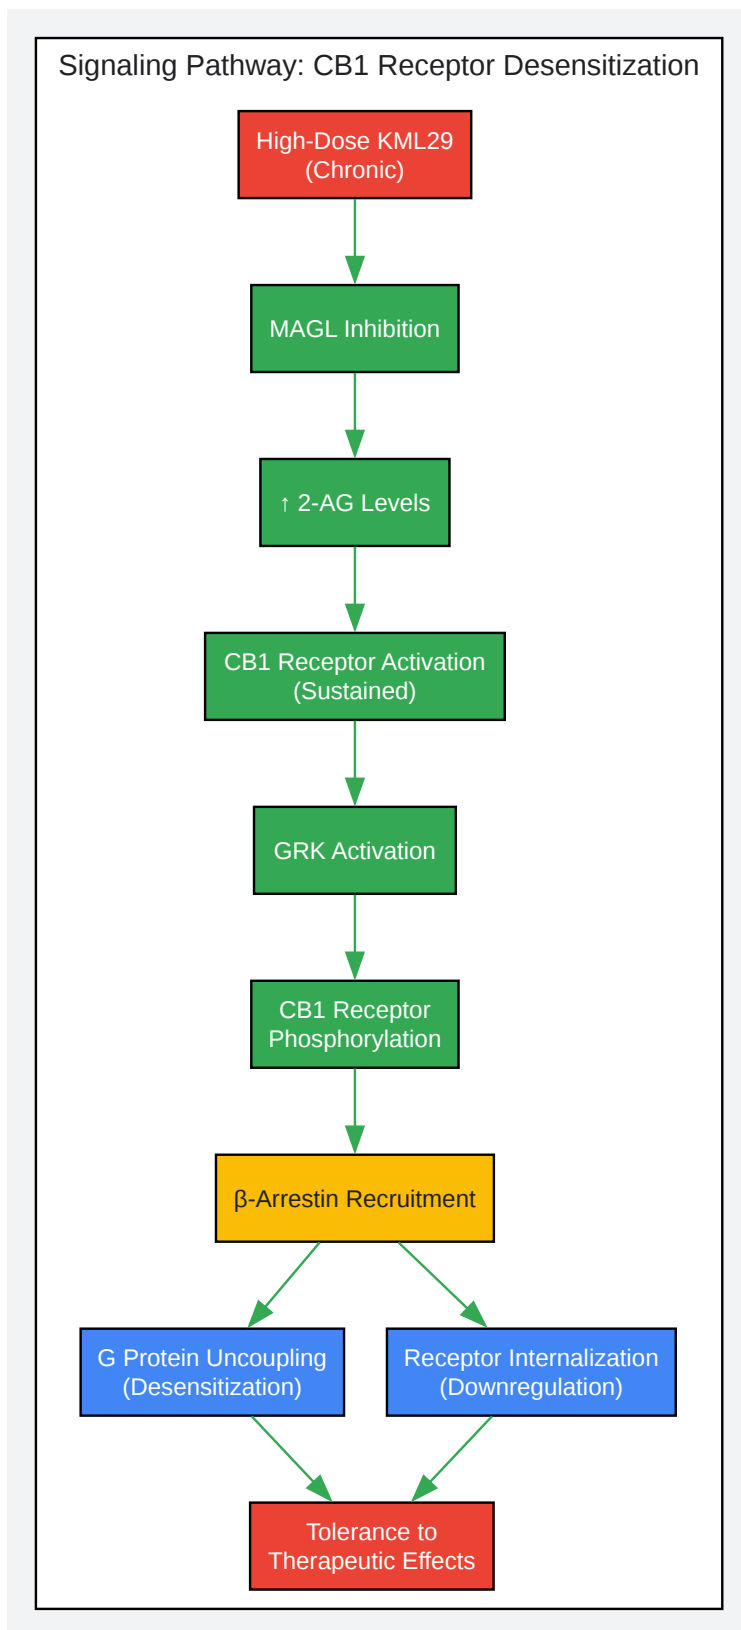 Signaling Pathway: CB1 Receptor Desensitization
High-Dose KML29
(Chronic)
MAGL Inhibition
↑ 2-AG Levels
CB1 Receptor Activation
(Sustained)
GRK Activation
CB1 Receptor
Phosphorylation
β-Arrestin Recruitment
G Protein Uncoupling
(Desensitization)
Receptor Internalization
(Downregulation)
Tolerance to
Therapeutic Effects